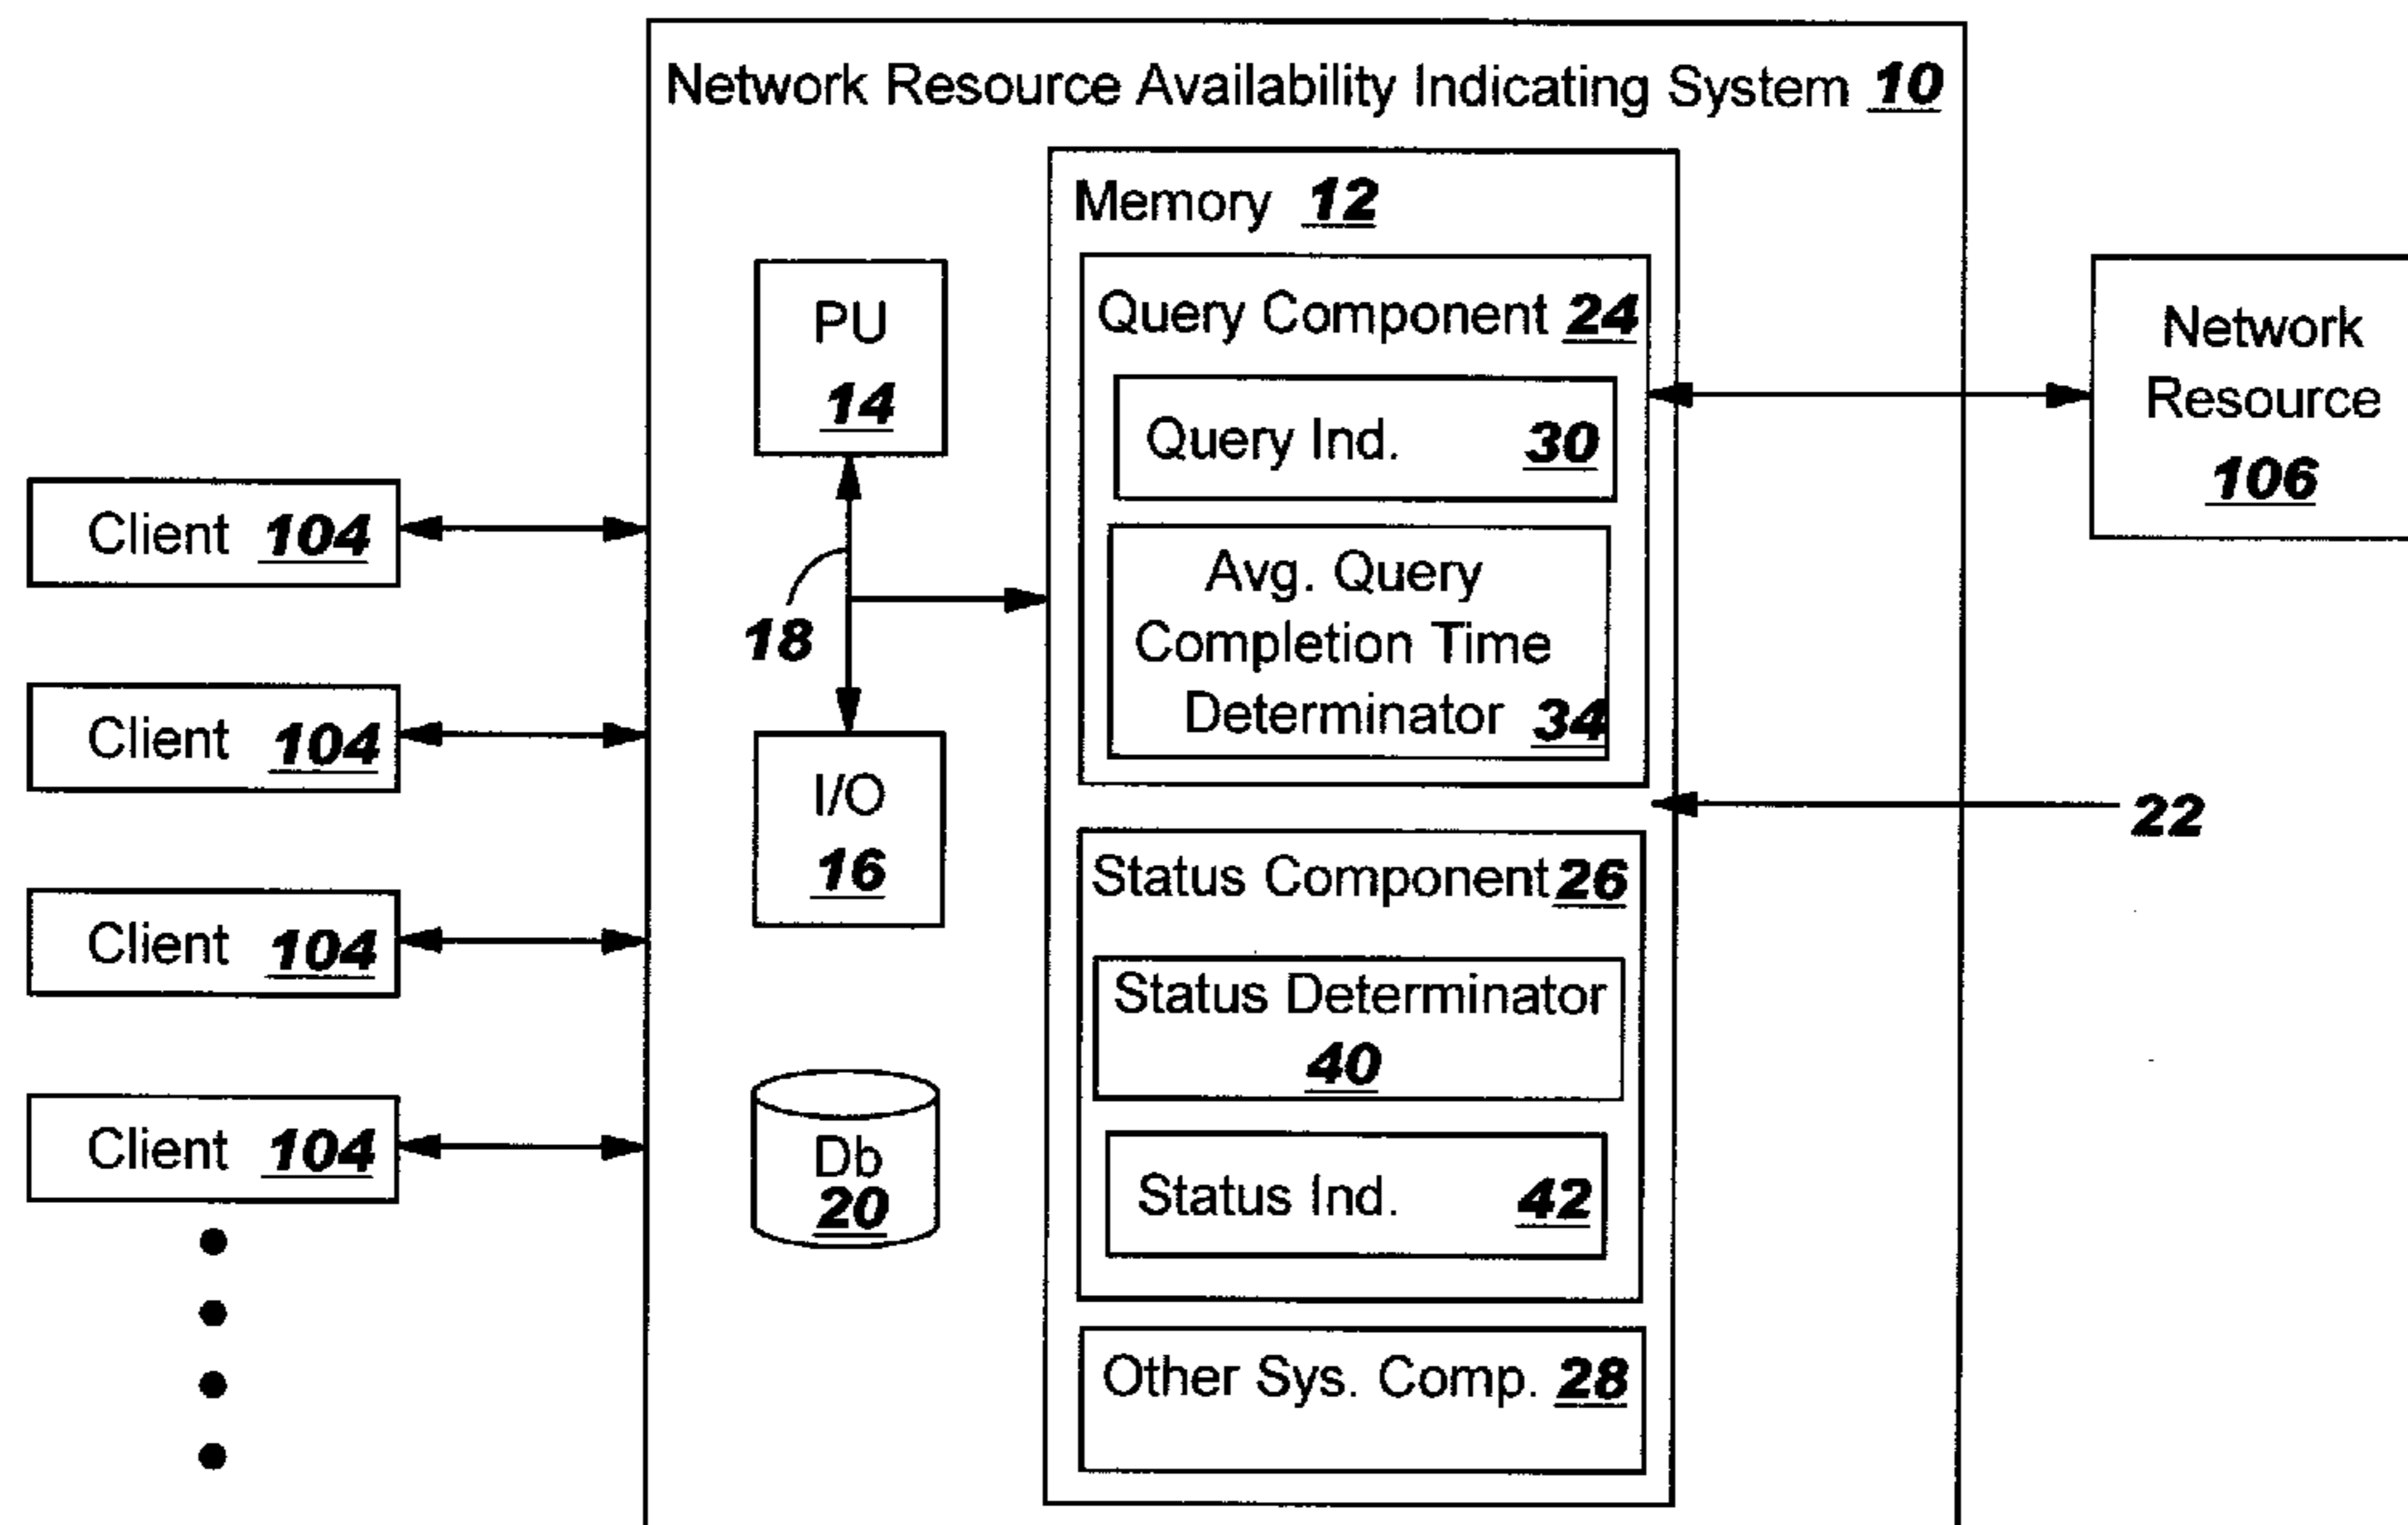 Network Resource Availability Indicating System 10
Memory 12
PU
14
Query Component 24
Query Ind. 30
Avg. Query
Completion Time
Determinator 34
Network
Resource
106
Client 104
18
Client 104
I/O
16
22
Status Component 26
Client 104
Status Determinator
40
Client 104
Db
20
Status Ind. 42
Other Sys. Comp. 28